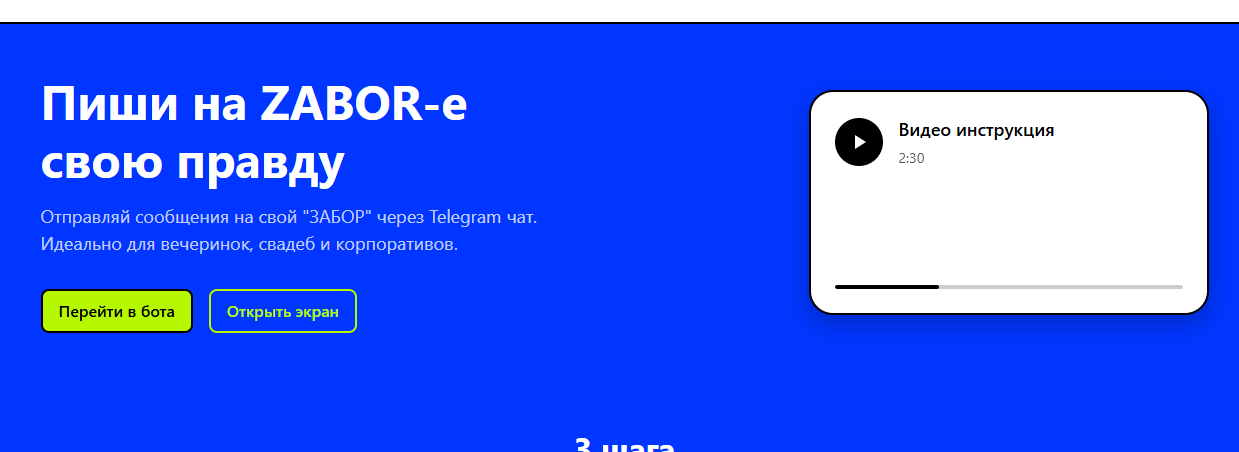 Пиши на ZABOR-е
свою правду
Отправляй сообщения на свой "ЗАБОР" через Telegram чат.
Идеально для вечеринок, свадеб и корпоративов.
Перейти в бота
Открыть экран
Видео инструкция
2:30
3 шага